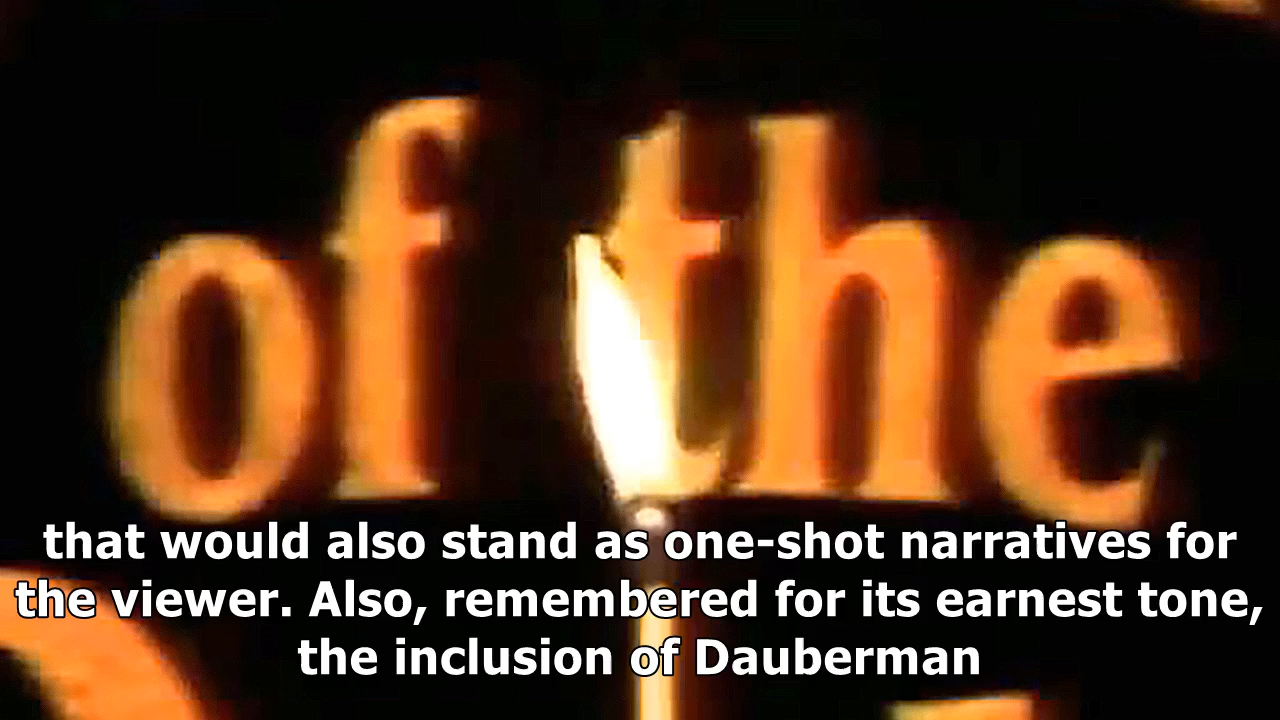 of the
that would also stand as one-shot narratives for
the viewer. Also, remembered for its earnest tone,
the inclusion of Dauberman